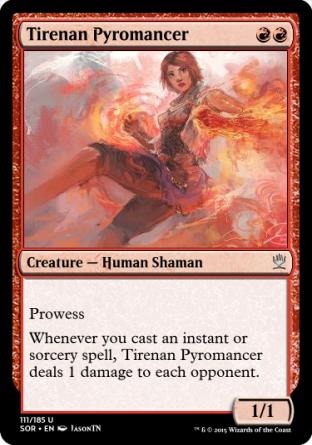 Tirenan Pyromancer
Creature — Human Shaman
Prowess
Whenever you cast an instant or
sorcery spell, Tirenan Pyromancer
deals 1 damage to each opponent.
1/1
111/185 U
SOR • EN JASONTN
™ & © 2015 Wizards of the Coast